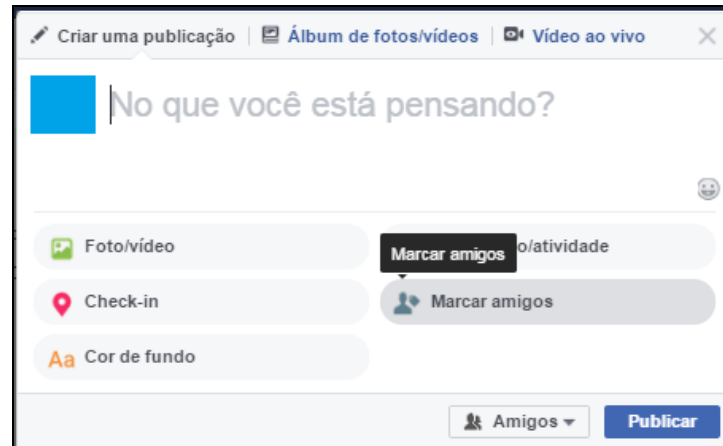 Criar uma publicação Álbum de fotos/vídeos Vídeo ao vivo
No que você está pensando?
Foto/vídeo
Marcar amigos o/atividade
Check-in Marcar amigos
Aa Cor de fundo
Amigos Publicar